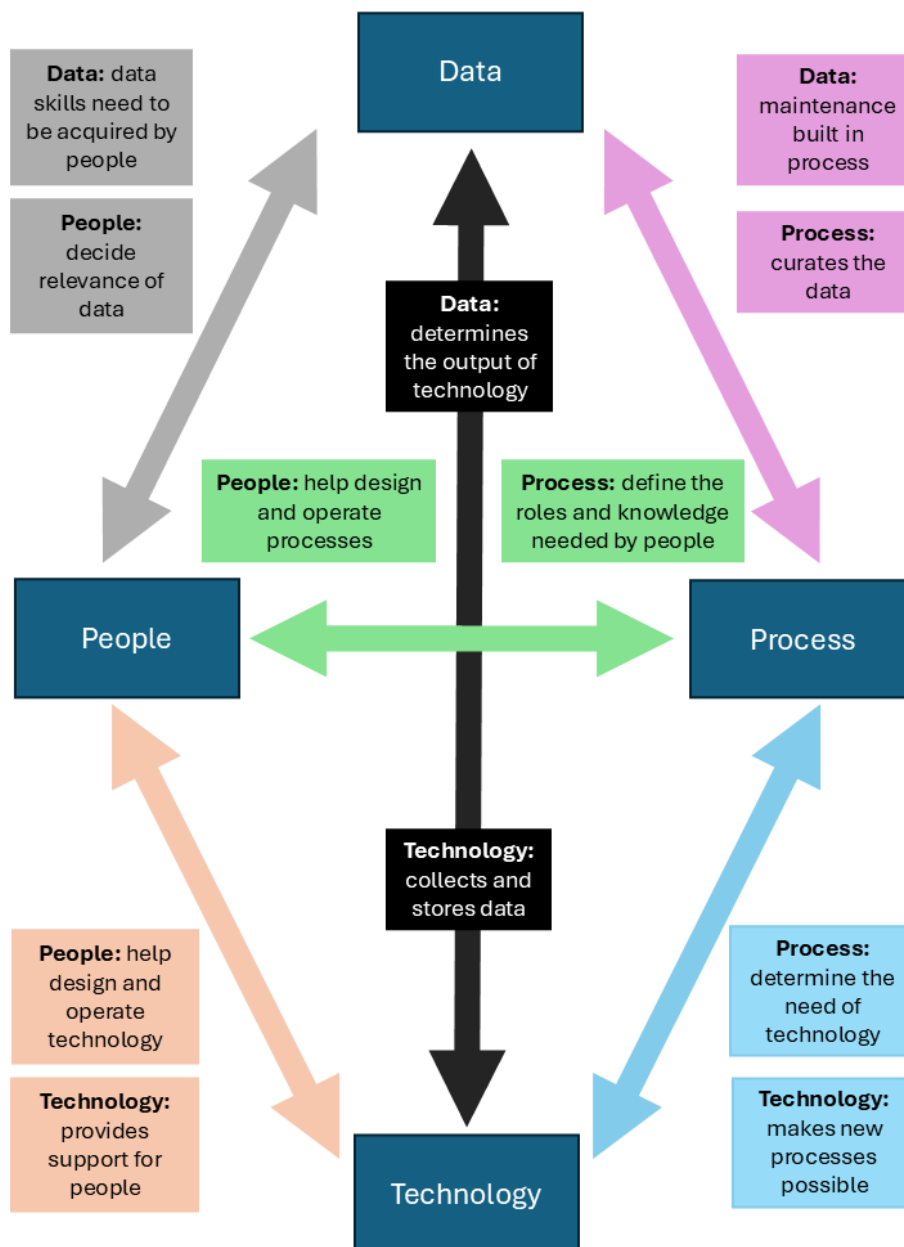 Data
Data: data
skills need to
be acquired by
people
People:
decide
relevance of
data
Data:
maintenance
built in
process
Process:
curates the
data
Data:
determines
the output of
technology
People: help design
and operate
processes
Process: define the
roles and knowledge
needed by people
People
Process
Technology:
collects and
stores data
People: help
design and
operate
technology
Technology:
provides
support for
people
Process:
determine the
need of
technology
Technology:
makes new
processes
possible
Technology